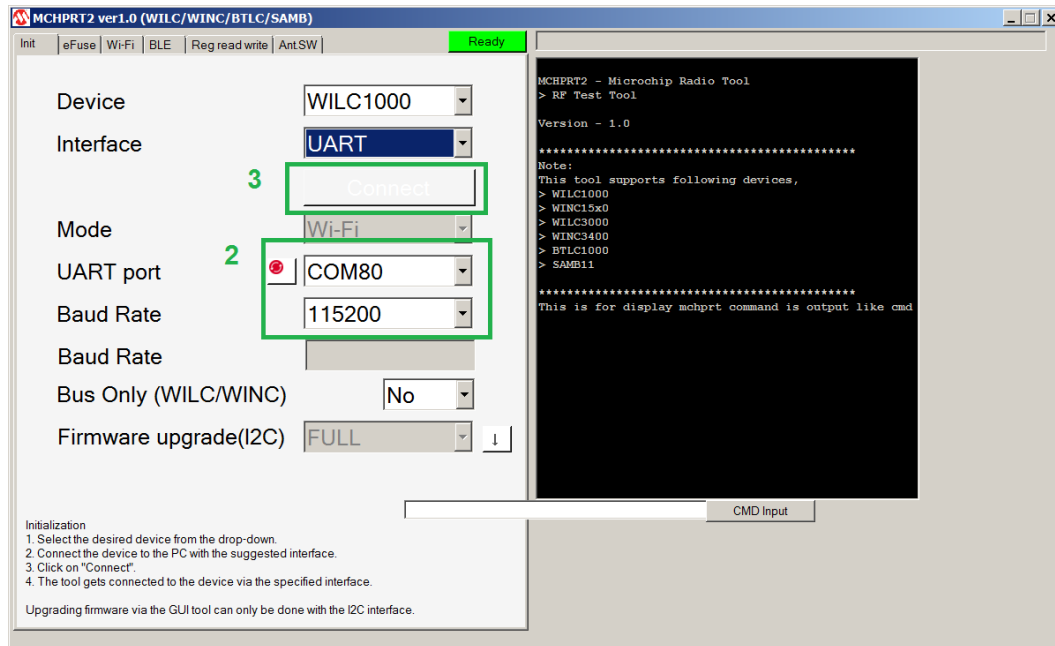 MCHPRT2 ver1.0 (WILC/WINC/BTLC/SAMB)
Init eFuse Wi-Fi BLE Reg read write Ant.SW Ready
Device WILC1000
Interface UART
3 Connect
Mode Wi-Fi
2
UART port COM80
Baud Rate 115200
Baud Rate
Bus Only (WILC/WINC) No
Firmware upgrade(I2C) FULL ↓
Initialization
1. Select the desired device from the drop-down.
2. Connect the device to the PC with the suggested interface.
3. Click on "Connect".
4. The tool gets connected to the device via the specified interface.
Upgrading firmware via the GUI tool can only be done with the I2C interface.
MCHPRT2 - Microchip Radio Tool
> RF Test Tool
Version - 1.0
********************************************
Note:
This tool supports following devices,
> WILC1000
> WINC15x0
> WILC3000
> WINC3400
> BTLC1000
> SAMB11
********************************************
This is for display mchprt command is output like cmd
CMD Input